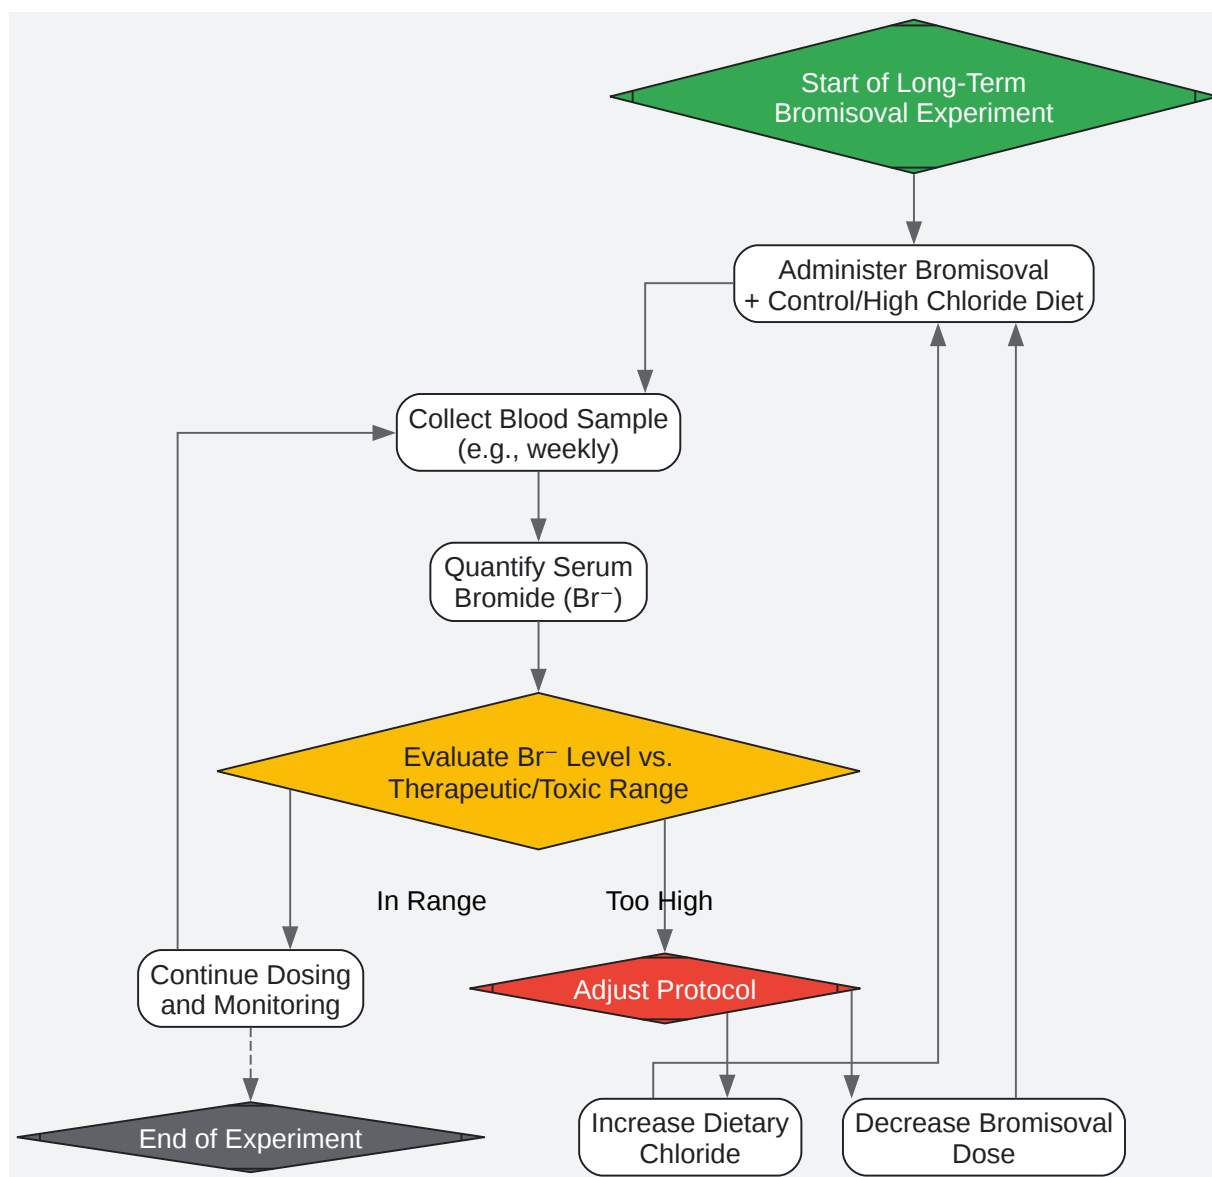 Start of Long-Term
Bromisoval Experiment
Administer Bromisoval
+ Control/High Chloride Diet
Collect Blood Sample
(e.g., weekly)
Quantify Serum
Bromide (Br⁻)
Evaluate Br⁻ Level vs.
Therapeutic/Toxic Range
In Range
Too High
Continue Dosing
and Monitoring
Adjust Protocol
End of Experiment
Increase Dietary
Chloride
Decrease Bromisoval
Dose